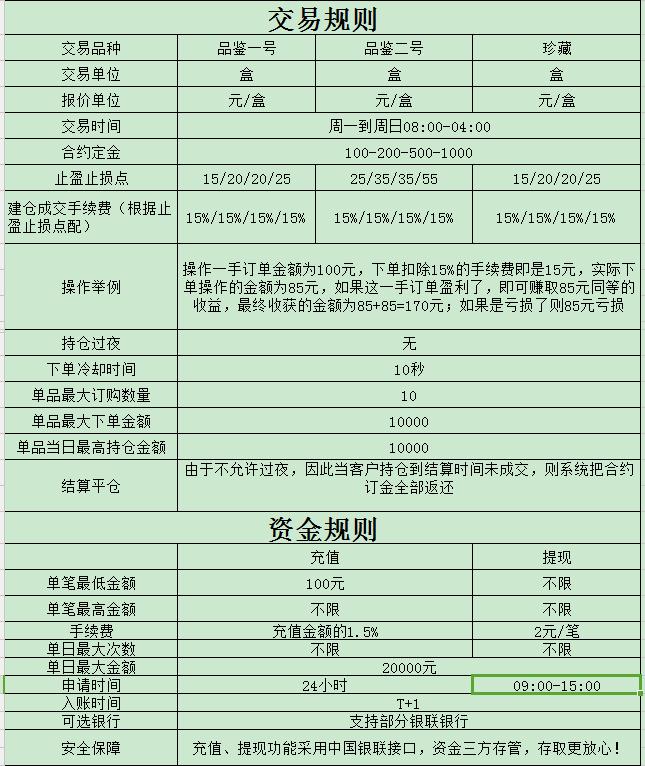 交易规则
交易品种 品鉴一号 品鉴二号 珍藏
交易单位 盒 盒 盒
报价单位 元/盒 元/盒 元/盒
交易时间 周一到周日08:00-04:00
合约定金 100-200-500-1000
止盈止损点 15/20/20/25 25/35/35/55 15/20/20/25
建仓成交手续费（根据止
盈止损点配） 15%/15%/15%/15% 15%/15%/15%/15% 15%/15%/15%/15%
操作举例
操作一手订单金额为100元，下单扣除15%的手续费即是15元，实际下
单操作的金额为85元，如果这一手订单盈利了，即可赚取85元同等的
收益，最终收获的金额为85+85=170元；如果是亏损了则85元亏损
持仓过夜 无
下单冷却时间 10秒
单品最大订购数量 10
单品最大下单金额 10000
单品当日最高持仓金额 10000
结算平仓
由于不允许过夜，因此当客户持仓到结算时间未成交，则系统把合约
订金全部返还
资金规则
充值 提现
单笔最低金额 100元 不限
单笔最高金额 不限 不限
手续费 充值金额的1.5% 2元/笔
单日最大次数 不限 不限
单日最大金额 20000元
申请时间 24小时 09:00-15:00
入账时间 T+1
可选银行 支持部分银联银行
安全保障 充值、提现功能采用中国银联接口，资金三方存管，存取更放心！